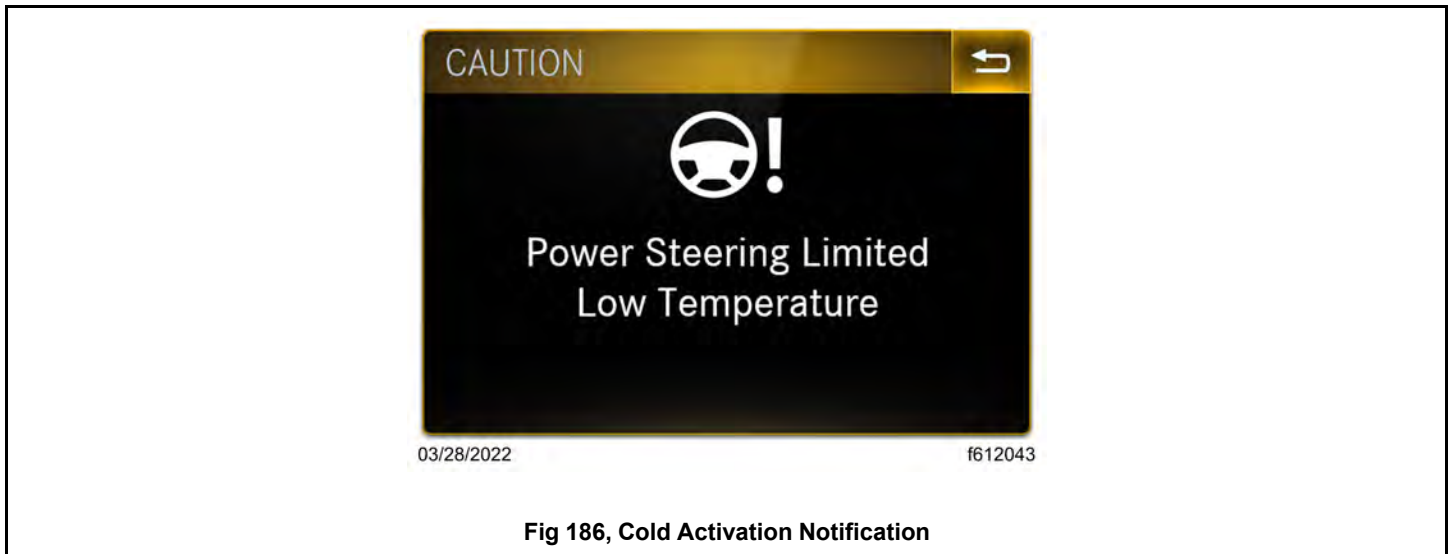 CAUTION
!
Power Steering Limited
Low Temperature
03/28/2022
f612043
Fig 186, Cold Activation Notification